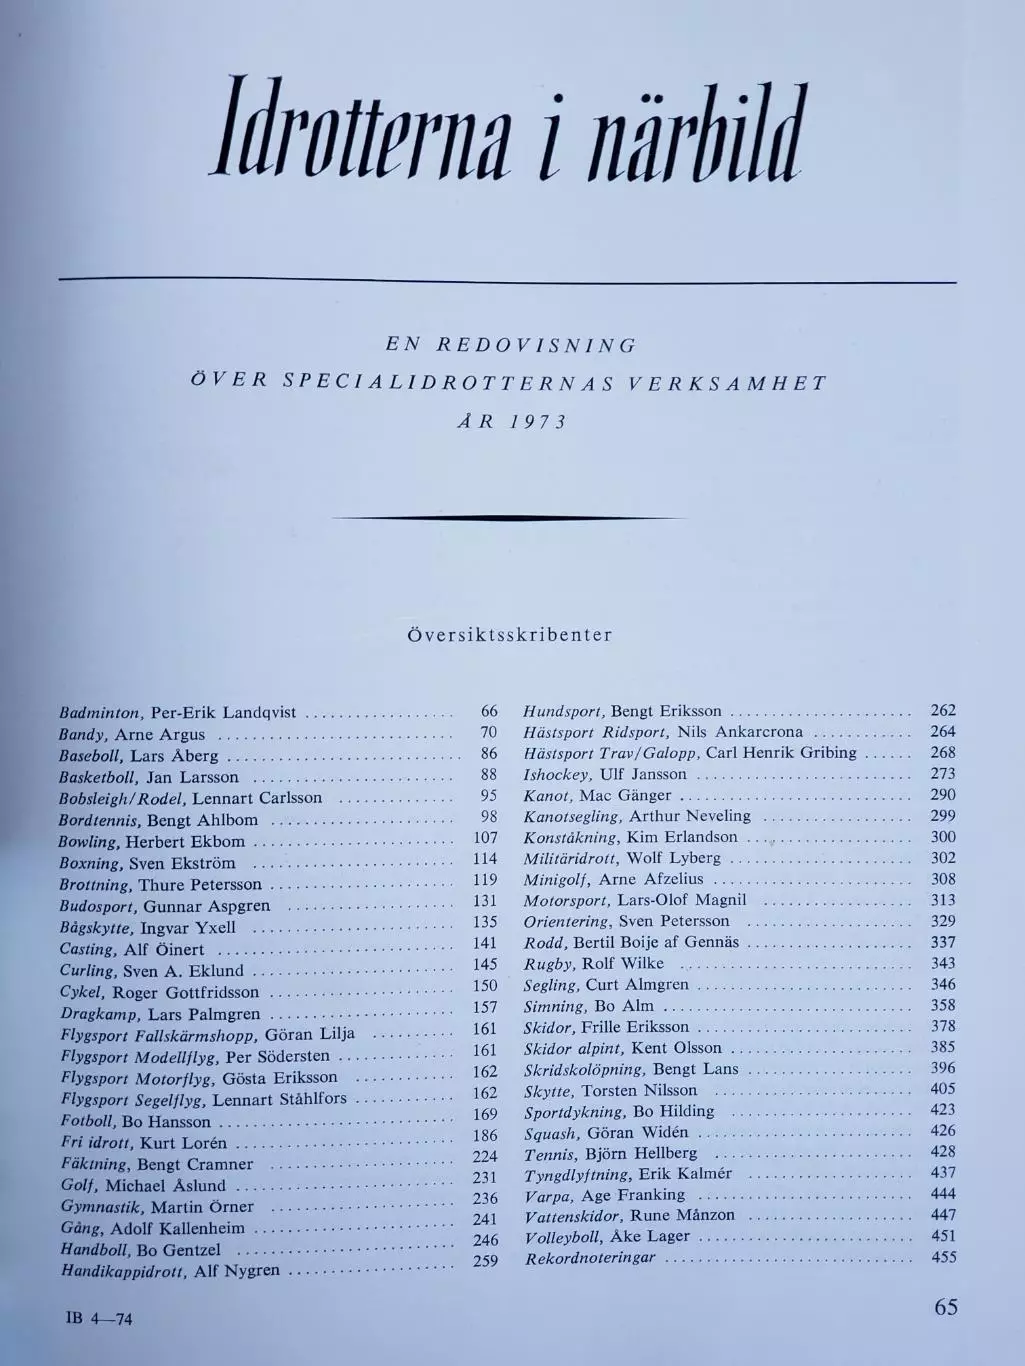 Idrotterna i närbild
EN REDOVISNING
ÖVER SPECIALIDROTTERNAS VERKSAMHET
ÅR 1973
Översiktsskribenter
Badminton, Per-Erik Landqvist . . . . . . . . . . . . . . . . . . 66
Bandy, Arne Argus . . . . . . . . . . . . . . . . . . . . . . . . . . . . 70
Baseboll, Lars Åberg . . . . . . . . . . . . . . . . . . . . . . . . . . . 86
Basketboll, Jan Larsson . . . . . . . . . . . . . . . . . . . . . . . . 88
Bobsleigh/Rodel, Lennart Carlsson . . . . . . . . . . . . . . 95
Bordtennis, Bengt Ahlbom . . . . . . . . . . . . . . . . . . . . . . 98
Bowling, Herbert Ekbom . . . . . . . . . . . . . . . . . . . . . . 107
Boxning, Sven Ekström . . . . . . . . . . . . . . . . . . . . . . . . 114
Brottning, Thure Petersson . . . . . . . . . . . . . . . . . . . . . . 119
Budosport, Gunnar Aspgren . . . . . . . . . . . . . . . . . . . . 131
Bågskytte, Ingvar Yxell . . . . . . . . . . . . . . . . . . . . . . . . 135
Casting, Alf Öinert . . . . . . . . . . . . . . . . . . . . . . . . . . . . 141
Curling, Sven A. Eklund . . . . . . . . . . . . . . . . . . . . . . . . 145
Cykel, Roger Gottfridsson . . . . . . . . . . . . . . . . . . . . . . 150
Dragkamp, Lars Palmgren . . . . . . . . . . . . . . . . . . . . . . 157
Flygsport Fallskärmshopp, Göran Lilja . . . . . . . . . . 161
Flygsport Modellflyg, Per Södersten . . . . . . . . . . . . . . 161
Flygsport Motorflyg, Gösta Eriksson . . . . . . . . . . . . 162
Flygsport Segelflyg, Lennart Ståhlfors . . . . . . . . . . . . 162
Fotboll, Bo Hansson . . . . . . . . . . . . . . . . . . . . . . . . . . . . 169
Fri idrott, Kurt Lorén . . . . . . . . . . . . . . . . . . . . . . . . . . 186
Fäktning, Bengt Cramner . . . . . . . . . . . . . . . . . . . . . . 224
Golf, Michael Åslund . . . . . . . . . . . . . . . . . . . . . . . . . . 231
Gymnastik, Martin Örner . . . . . . . . . . . . . . . . . . . . . . 236
Gång, Adolf Kallenheim . . . . . . . . . . . . . . . . . . . . . . . . 241
Handboll, Bo Gentzel . . . . . . . . . . . . . . . . . . . . . . . . . . 246
Handikappidrott, Alf Nygren . . . . . . . . . . . . . . . . . . . . 259
Hundsport, Bengt Eriksson . . . . . . . . . . . . . . . . . . . . . . 262
Hästsport Ridsport, Nils Ankarcrona . . . . . . . . . . . . 264
Hästsport Trav/Galopp, Carl Henrik Gribing . . . . . . 268
Ishockey, Ulf Jansson . . . . . . . . . . . . . . . . . . . . . . . . . . 273
Kanot, Mac Gänger . . . . . . . . . . . . . . . . . . . . . . . . . . . . 290
Kanotsegling, Arthur Neveling . . . . . . . . . . . . . . . . . . 299
Konståkning, Kim Erlandson . . . . . . . . . . . . . . . . . . . . 300
Militäridrott, Wolf Lyberg . . . . . . . . . . . . . . . . . . . . . . 302
Minigolf, Arne Afzelius . . . . . . . . . . . . . . . . . . . . . . . . 308
Motorsport, Lars-Olof Magnil . . . . . . . . . . . . . . . . . . 313
Orientering, Sven Petersson . . . . . . . . . . . . . . . . . . . . 329
Rodd, Bertil Boije af Gennäs . . . . . . . . . . . . . . . . . . . . 337
Rugby, Rolf Wilke . . . . . . . . . . . . . . . . . . . . . . . . . . . . 343
Segling, Curt Almgren . . . . . . . . . . . . . . . . . . . . . . . . . . 346
Simning, Bo Alm . . . . . . . . . . . . . . . . . . . . . . . . . . . . . . 358
Skidor, Frille Eriksson . . . . . . . . . . . . . . . . . . . . . . . . . . 378
Skidor alpint, Kent Olsson . . . . . . . . . . . . . . . . . . . . . . 385
Skridskolöpning, Bengt Lans . . . . . . . . . . . . . . . . . . . . 396
Skytte, Torsten Nilsson . . . . . . . . . . . . . . . . . . . . . . . . 405
Sportdykning, Bo Hilding . . . . . . . . . . . . . . . . . . . . . . 423
Squash, Göran Widén . . . . . . . . . . . . . . . . . . . . . . . . . . 426
Tennis, Björn Hellberg . . . . . . . . . . . . . . . . . . . . . . . . 428
Tyngdlyftning, Erik Kalmér . . . . . . . . . . . . . . . . . . . . 437
Varpa, Age Franking . . . . . . . . . . . . . . . . . . . . . . . . . . 444
Vattenskidor, Rune Månzon . . . . . . . . . . . . . . . . . . . . 447
Volleyboll, Åke Lager . . . . . . . . . . . . . . . . . . . . . . . . . . 451
Rekordnoteringar . . . . . . . . . . . . . . . . . . . . . . . . . . . . . . 455
IB 4—74
65